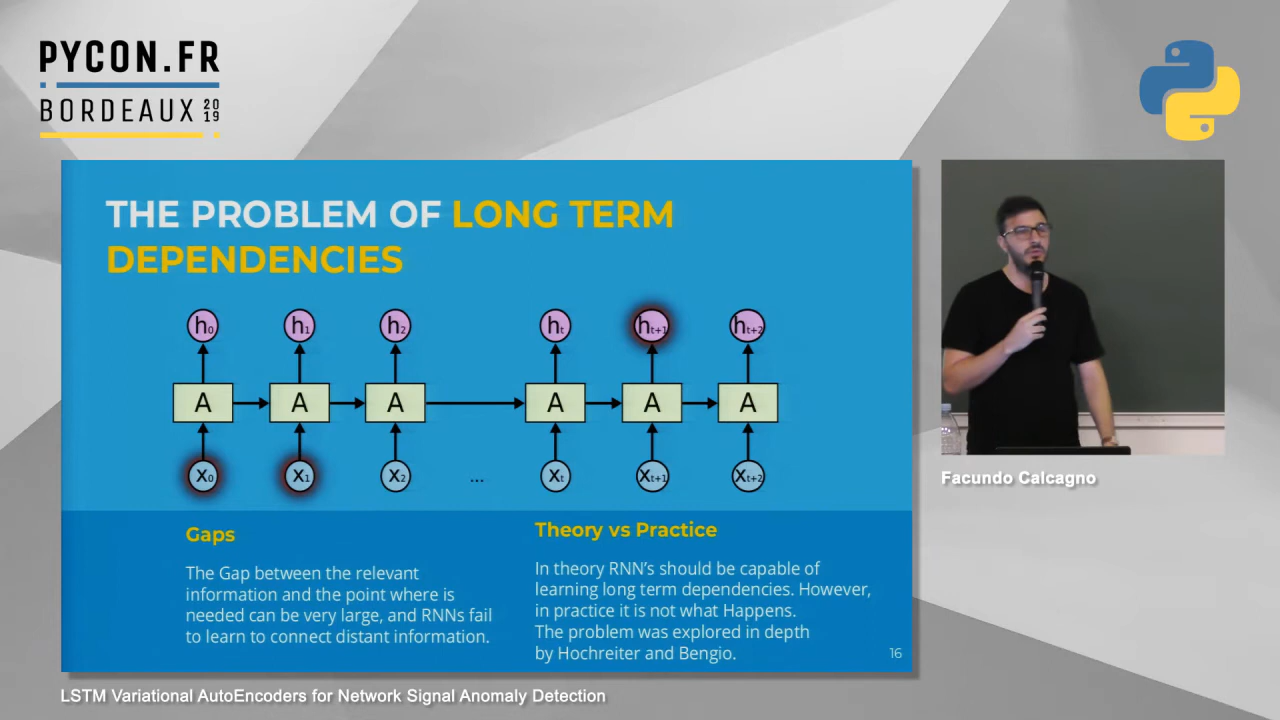 PYCON.FR
BORDEAUX 2019
THE PROBLEM OF LONG TERM
DEPENDENCIES
h₀ h₁ h₂ hₜ hₜ₊₁ hₜ₊₂
A A A A A A
x₀ x₁ x₂ ... xₜ xₜ₊₁ xₜ₊₂
Gaps
The Gap between the relevant
information and the point where is
needed can be very large, and RNNs fail
to learn to connect distant information.
Theory vs Practice
In theory RNN's should be capable of
learning long term dependencies. However,
in practice it is not what Happens.
The problem was explored in depth
by Hochreiter and Bengio.
16
Facundo Calcagno
LSTM Variational AutoEncoders for Network Signal Anomaly Detection